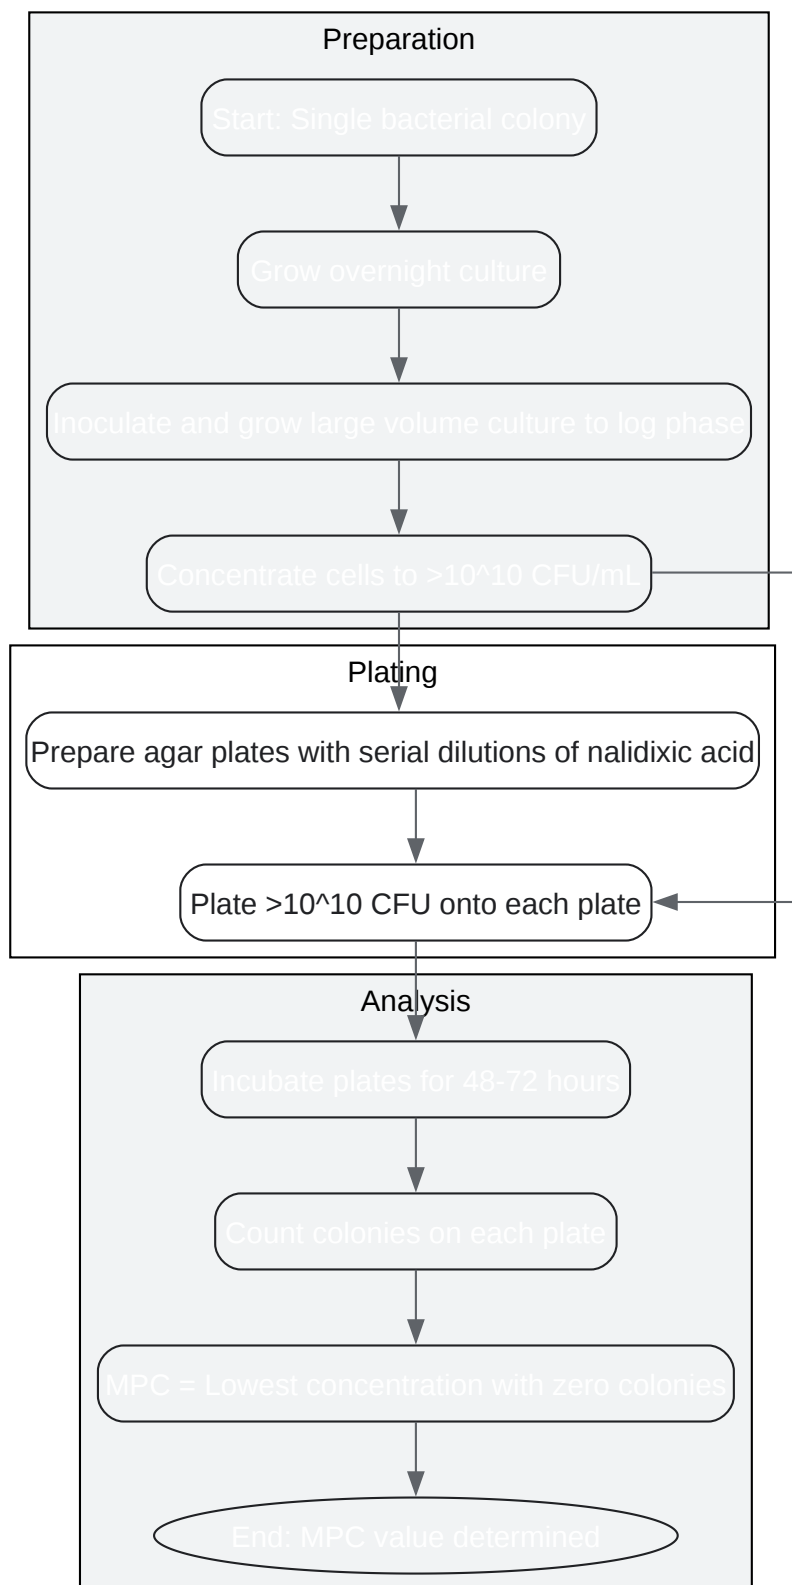 Preparation
Start: Single bacterial colony
Grow overnight culture
Inoculate and grow large volume culture to log phase
Concentrate cells to >10^10 CFU/mL
Plating
Prepare agar plates with serial dilutions of nalidixic acid
Plate >10^10 CFU onto each plate
Analysis
Incubate plates for 48-72 hours
Count colonies on each plate
MPC = Lowest concentration with zero colonies
End: MPC value determined